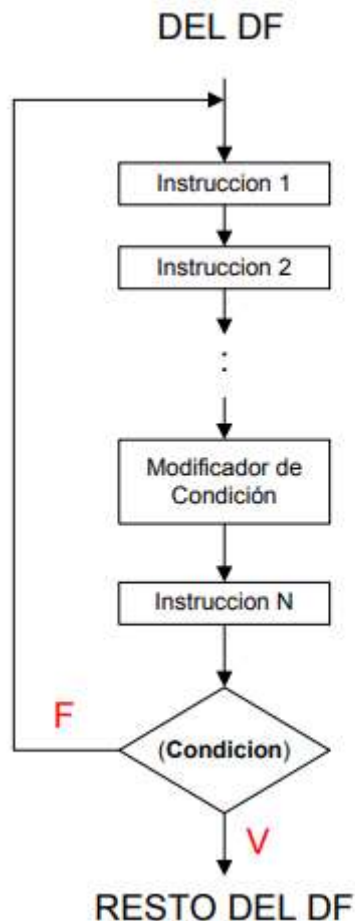 DEL DF
Instruccion 1
Instruccion 2
:
Modificador de
Condición
Instruccion N
F
(Condicion)
V
RESTO DEL DF